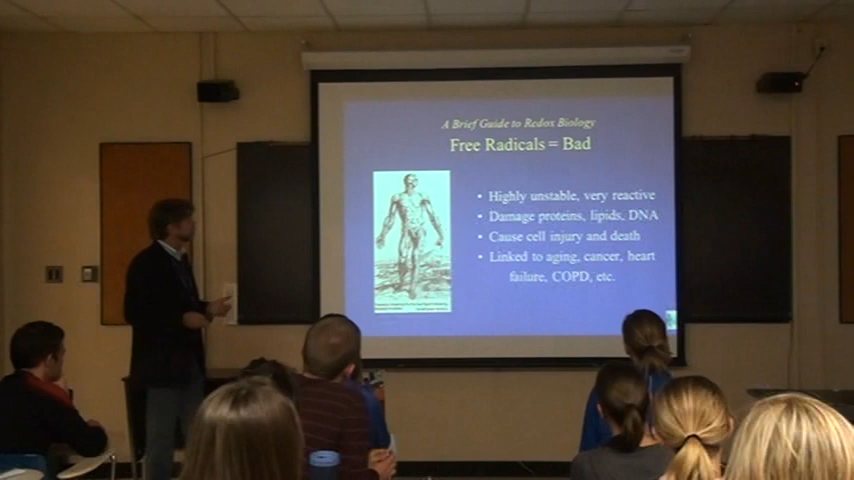 A Brief Guide to Redox Biology
Free Radicals = Bad
• Highly unstable, very reactive
• Damage proteins, lipids, DNA
• Cause cell injury and death
• Linked to aging, cancer, heart
failure, COPD, etc.